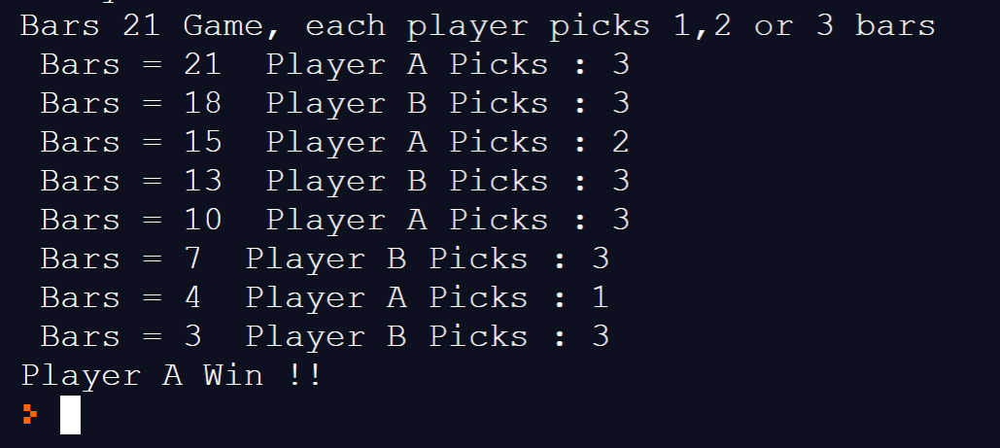 Bars 21 Game, each player picks 1,2 or 3 bars
Bars = 21  Player A Picks : 3
Bars = 18  Player B Picks : 3
Bars = 15  Player A Picks : 2
Bars = 13  Player B Picks : 3
Bars = 10  Player A Picks : 3
Bars = 7  Player B Picks : 3
Bars = 4  Player A Picks : 1
Bars = 3  Player B Picks : 3
Player A Win !!